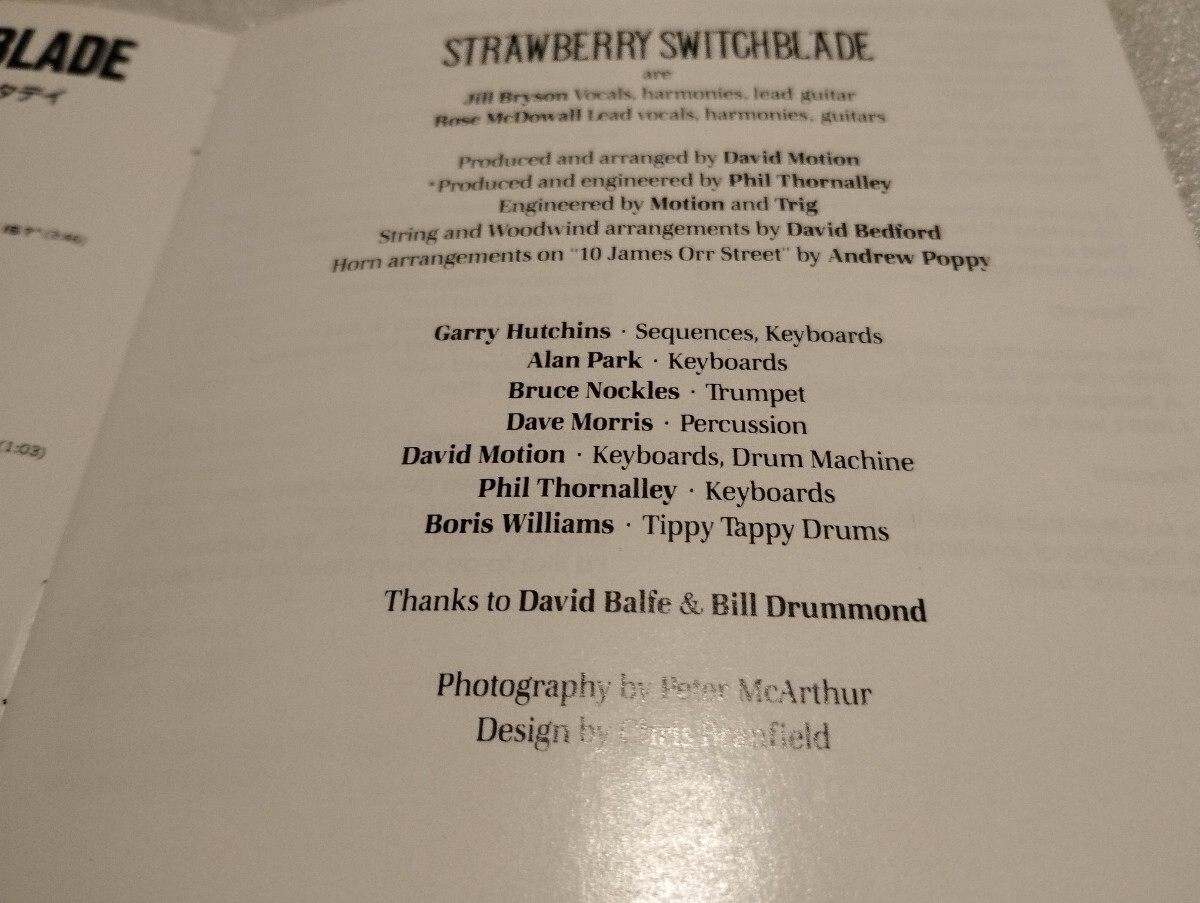 BLADE
タデイ
(1:03)
STRAWBERRY SWITCHBLADE
are
Jill Bryson Vocals, harmonies, lead guitar
Rose McDowall Lead vocals, harmonies, guitars
Produced and arranged by David Motion
*Produced and engineered by Phil Thornalley
Engineered by Motion and Trig
String and Woodwind arrangements by David Bedford
Horn arrangements on "10 James Orr Street" by Andrew Poppy
Garry Hutchins · Sequences, Keyboards
Alan Park · Keyboards
Bruce Nockles · Trumpet
Dave Morris · Percussion
David Motion · Keyboards, Drum Machine
Phil Thornalley · Keyboards
Boris Williams · Tippy Tappy Drums
Thanks to David Balfe & Bill Drummond
Photography by Peter McArthur
Design by Chris